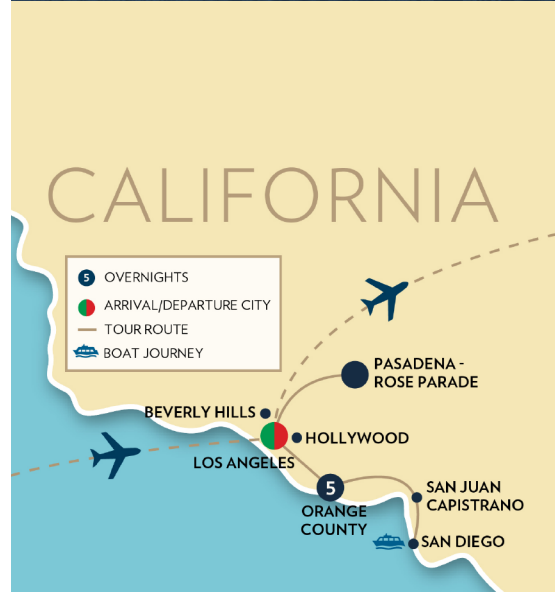 CALIFORNIA
5 OVERNIGHTS
ARRIVAL/DEPARTURE CITY
TOUR ROUTE
BOAT JOURNEY
PASADENA -
ROSE PARADE
BEVERLY HILLS
HOLLYWOOD
LOS ANGELES
5
ORANGE
COUNTY
SAN JUAN
CAPISTRANO
SAN DIEGO